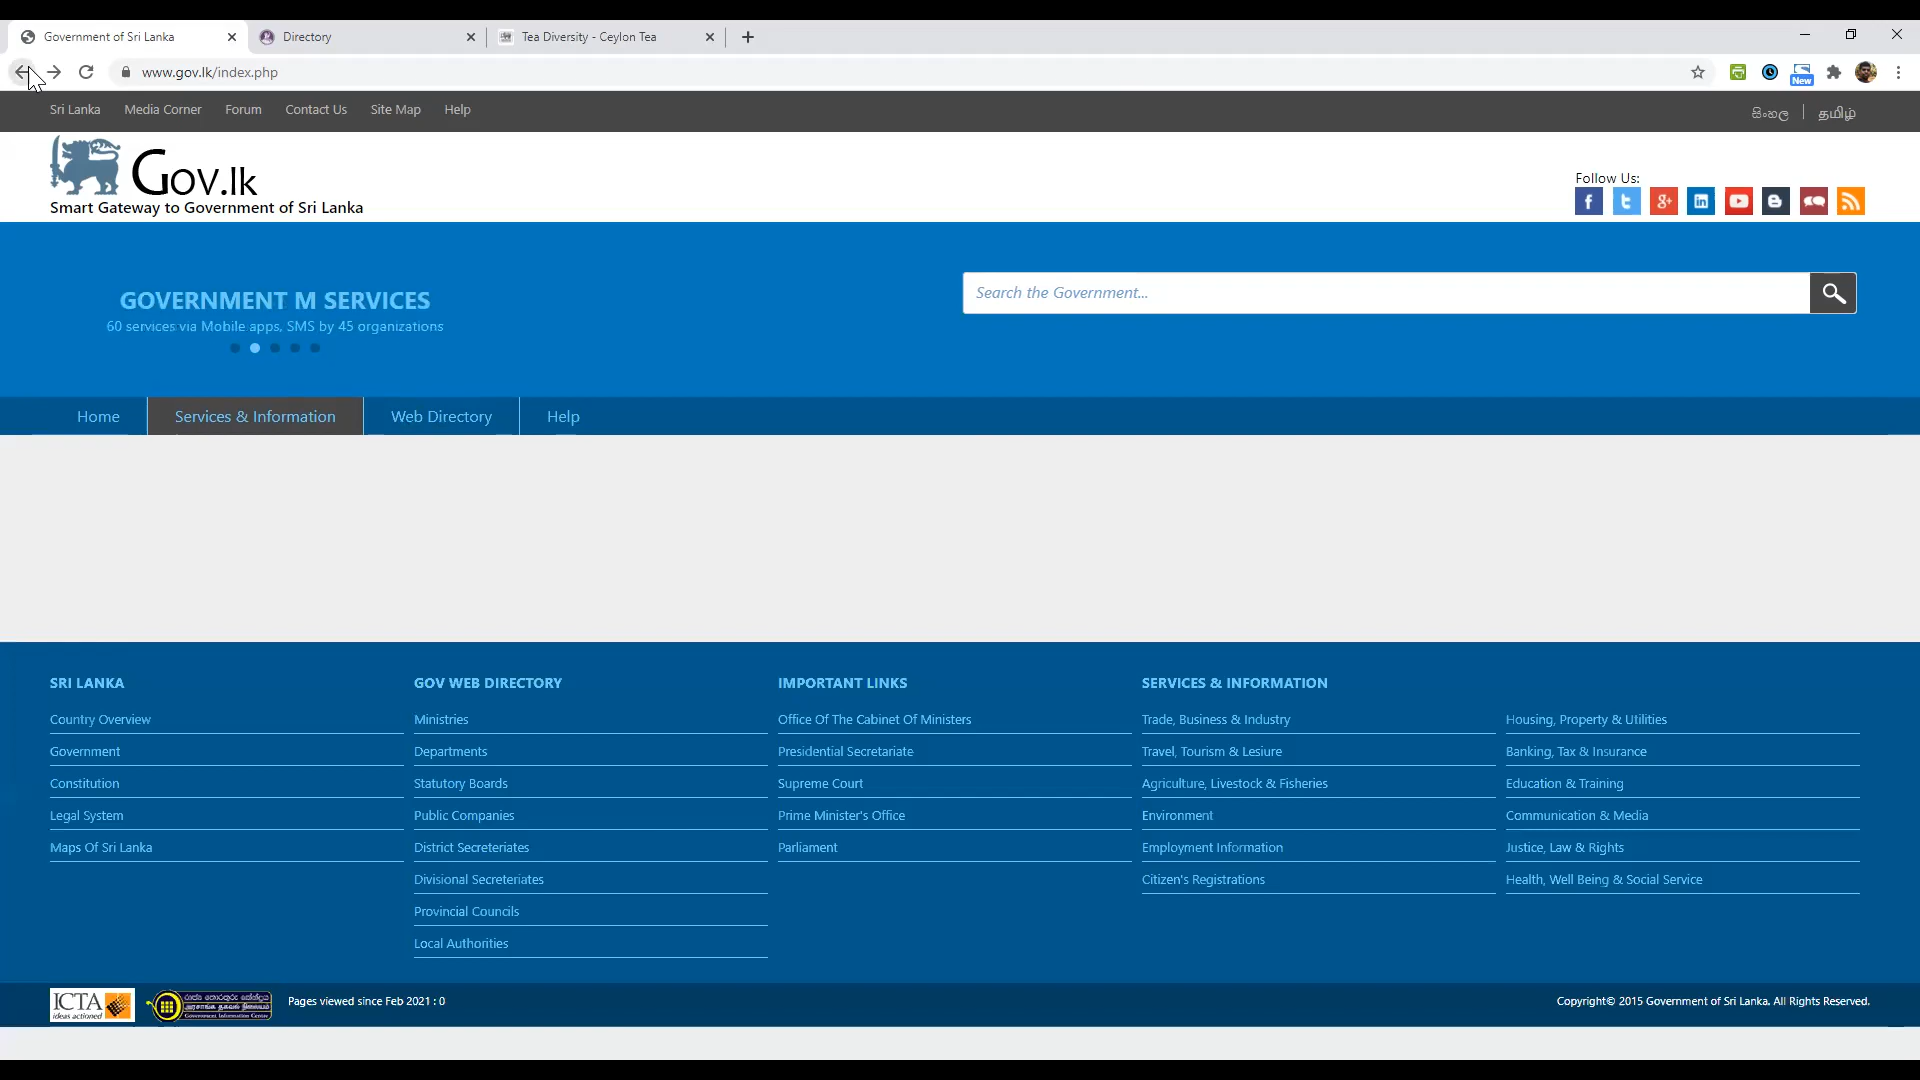 Government of Sri Lanka
Directory
Tea Diversity - Ceylon Tea
www.gov.lk/index.php
New
Sri Lanka Media Corner Forum Contact Us Site Map Help
සිංහල தமிழ்
Gov.lk
Smart Gateway to Government of Sri Lanka
Follow Us:
GOVERNMENT M SERVICES
60 services via Mobile apps, SMS by 45 organizations
Search the Government...
Home Services & Information Web Directory Help
SRI LANKA
Country Overview
Government
Constitution
Legal System
Maps Of Sri Lanka
GOV WEB DIRECTORY
Ministries
Departments
Statutory Boards
Public Companies
District Secreteriates
Divisional Secreteriates
Provincial Councils
Local Authorities
IMPORTANT LINKS
Office Of The Cabinet Of Ministers
Presidential Secretariate
Supreme Court
Prime Minister's Office
Parliament
SERVICES & INFORMATION
Trade, Business & Industry
Travel, Tourism & Lesiure
Agriculture, Livestock & Fisheries
Environment
Employment Information
Citizen's Registrations
Housing, Property & Utilities
Banking, Tax & Insurance
Education & Training
Communication & Media
Justice, Law & Rights
Health, Well Being & Social Service
ICTA
ideas actioned
Government Information Centre
Pages viewed since Feb 2021 : 0
Copyright© 2015 Government of Sri Lanka. All Rights Reserved.